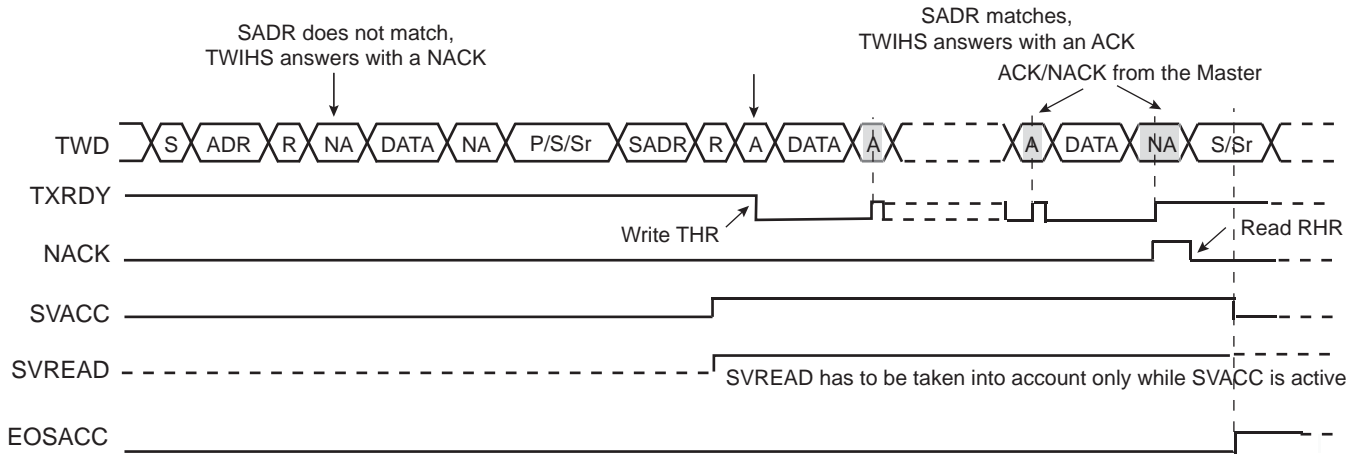 SADR does not match,
TWIHS answers with a NACK
SADR matches,
TWIHS answers with an ACK
ACK/NACK from the Master
TWD S ADR R NA DATA NA P/S/Sr SADR R A DATA A A DATA NA S/Sr
TXRDY
Write THR
Read RHR
NACK
SVACC
SVREAD
SVREAD has to be taken into account only while SVACC is active
EOSACC